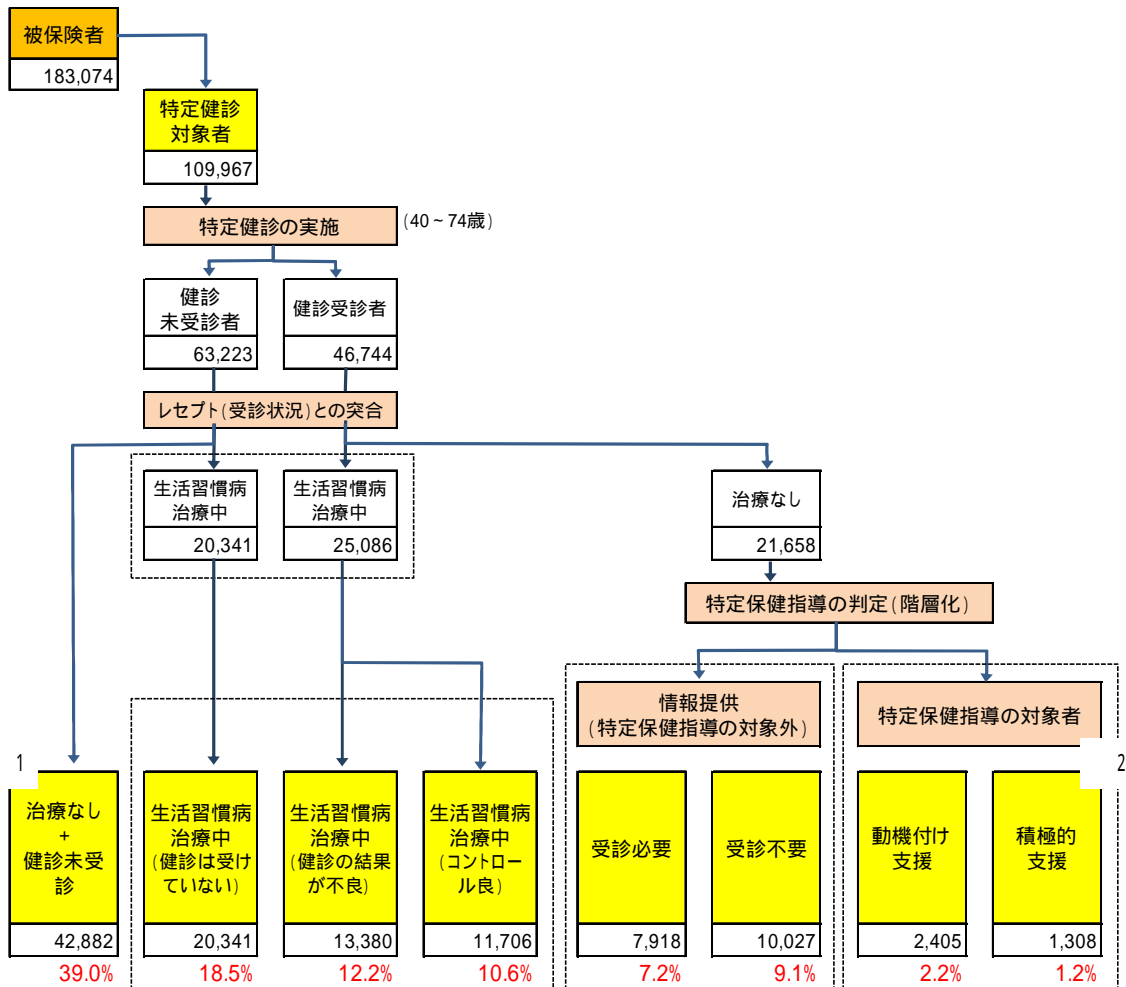 被保険者
183,074
特定健診
対象者
109,967
特定健診の実施
(40～74歳)
健診
未受診者
63,223
健診受診者
46,744
レセプト(受診状況)との突合
生活習慣病
治療中
20,341
生活習慣病
治療中
25,086
治療なし
21,658
特定保健指導の判定(階層化)
情報提供
(特定保健指導の対象外)
特定保健指導の対象者
1
2
治療なし
+
健診未受
診
42,882
39.0%
生活習慣病
治療中
(健診は受け
ていない)
20,341
18.5%
生活習慣病
治療中
(健診の結果
が不良)
13,380
12.2%
生活習慣病
治療中
(コントロー
ル良)
11,706
10.6%
受診必要
7,918
7.2%
受診不要
10,027
9.1%
動機付け
支援
2,405
2.2%
積極的
支援
1,308
1.2%